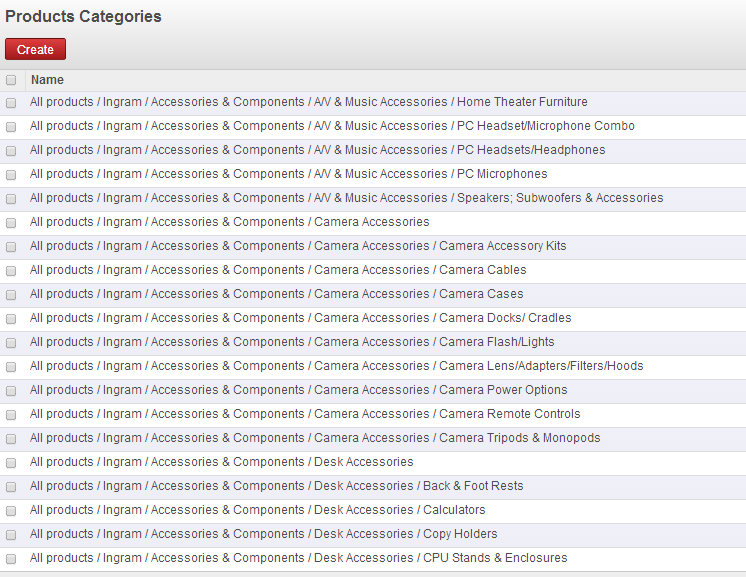 Products Categories
Create
Name
All products / Ingram / Accessories & Components / A/V & Music Accessories / Home Theater Furniture
All products / Ingram / Accessories & Components / A/V & Music Accessories / PC Headset/Microphone Combo
All products / Ingram / Accessories & Components / A/V & Music Accessories / PC Headsets/Headphones
All products / Ingram / Accessories & Components / A/V & Music Accessories / PC Microphones
All products / Ingram / Accessories & Components / A/V & Music Accessories / Speakers; Subwoofers & Accessories
All products / Ingram / Accessories & Components / Camera Accessories
All products / Ingram / Accessories & Components / Camera Accessories / Camera Accessory Kits
All products / Ingram / Accessories & Components / Camera Accessories / Camera Cables
All products / Ingram / Accessories & Components / Camera Accessories / Camera Cases
All products / Ingram / Accessories & Components / Camera Accessories / Camera Docks/ Cradles
All products / Ingram / Accessories & Components / Camera Accessories / Camera Flash/Lights
All products / Ingram / Accessories & Components / Camera Accessories / Camera Lens/Adapters/Filters/Hoods
All products / Ingram / Accessories & Components / Camera Accessories / Camera Power Options
All products / Ingram / Accessories & Components / Camera Accessories / Camera Remote Controls
All products / Ingram / Accessories & Components / Camera Accessories / Camera Tripods & Monopods
All products / Ingram / Accessories & Components / Desk Accessories
All products / Ingram / Accessories & Components / Desk Accessories / Back & Foot Rests
All products / Ingram / Accessories & Components / Desk Accessories / Calculators
All products / Ingram / Accessories & Components / Desk Accessories / Copy Holders
All products / Ingram / Accessories & Components / Desk Accessories / CPU Stands & Enclosures